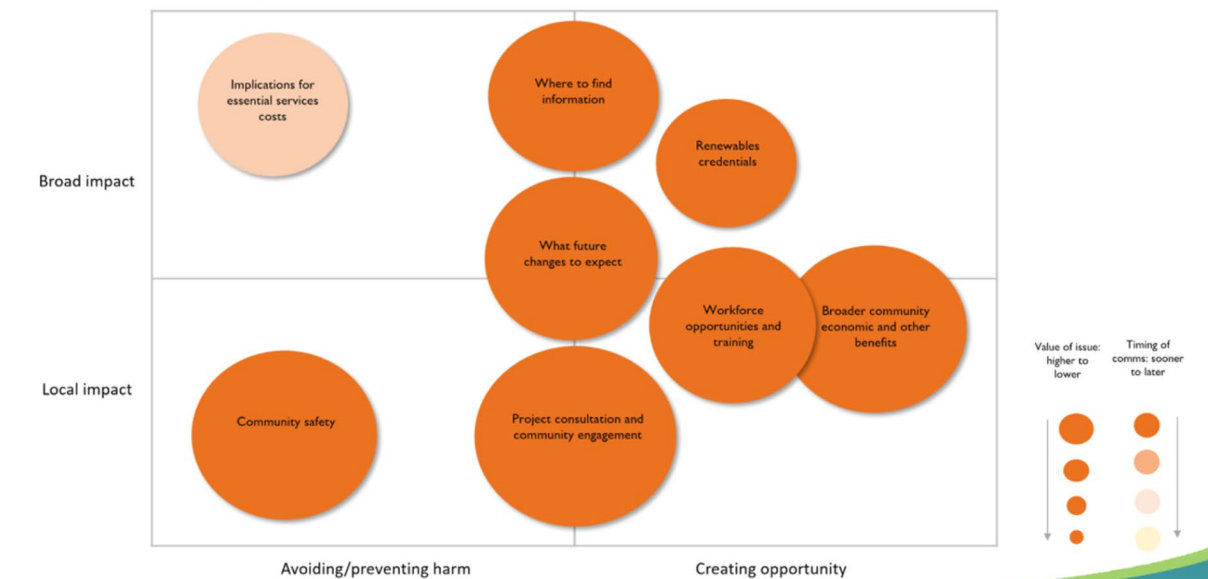 Implications for
essential services
costs
Where to find
information
Renewables
credentials
Broad impact
What future
changes to expect
Workforce
opportunities and
training
Broader community
economic and other
benefits
Local impact
Community safety
Project consultation and
community engagement
Value of issue:
higher to
lower
Timing of
comms: sooner
to later
Avoiding/preventing harm
Creating opportunity